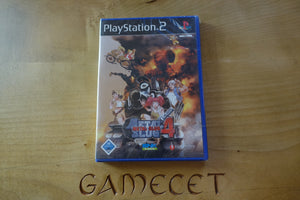 PlayStation 2
METAL
SLUG 4
GAMECET